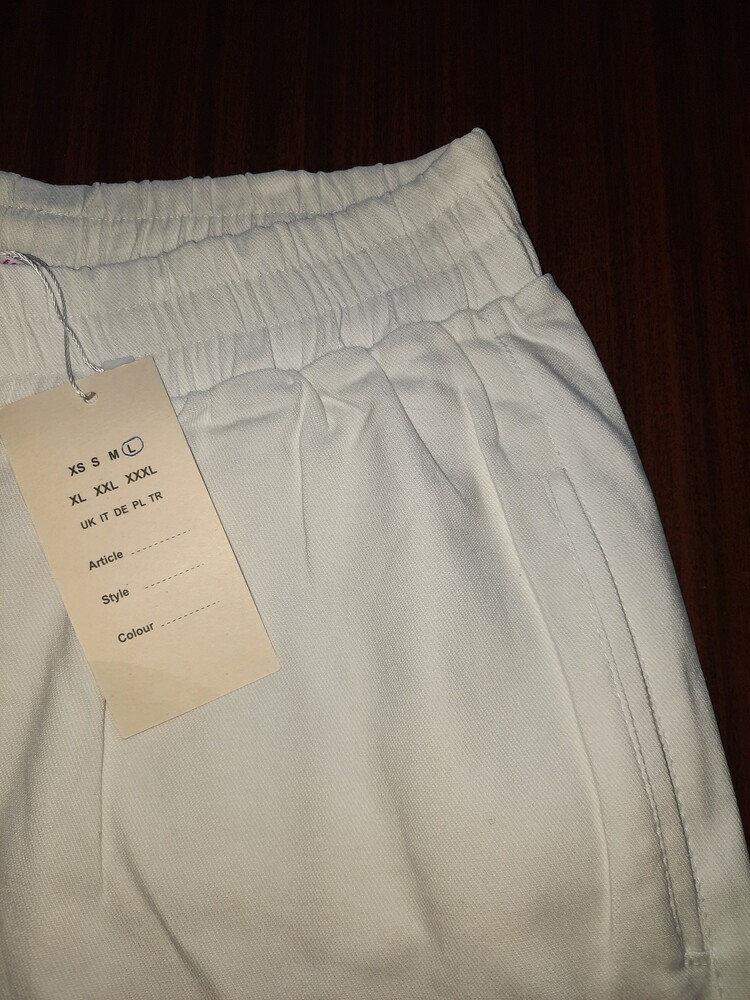 XS S M L
XL XXL XXXL
UK IT DE PL TR
Article ----------
Style ----------
Colour ----------